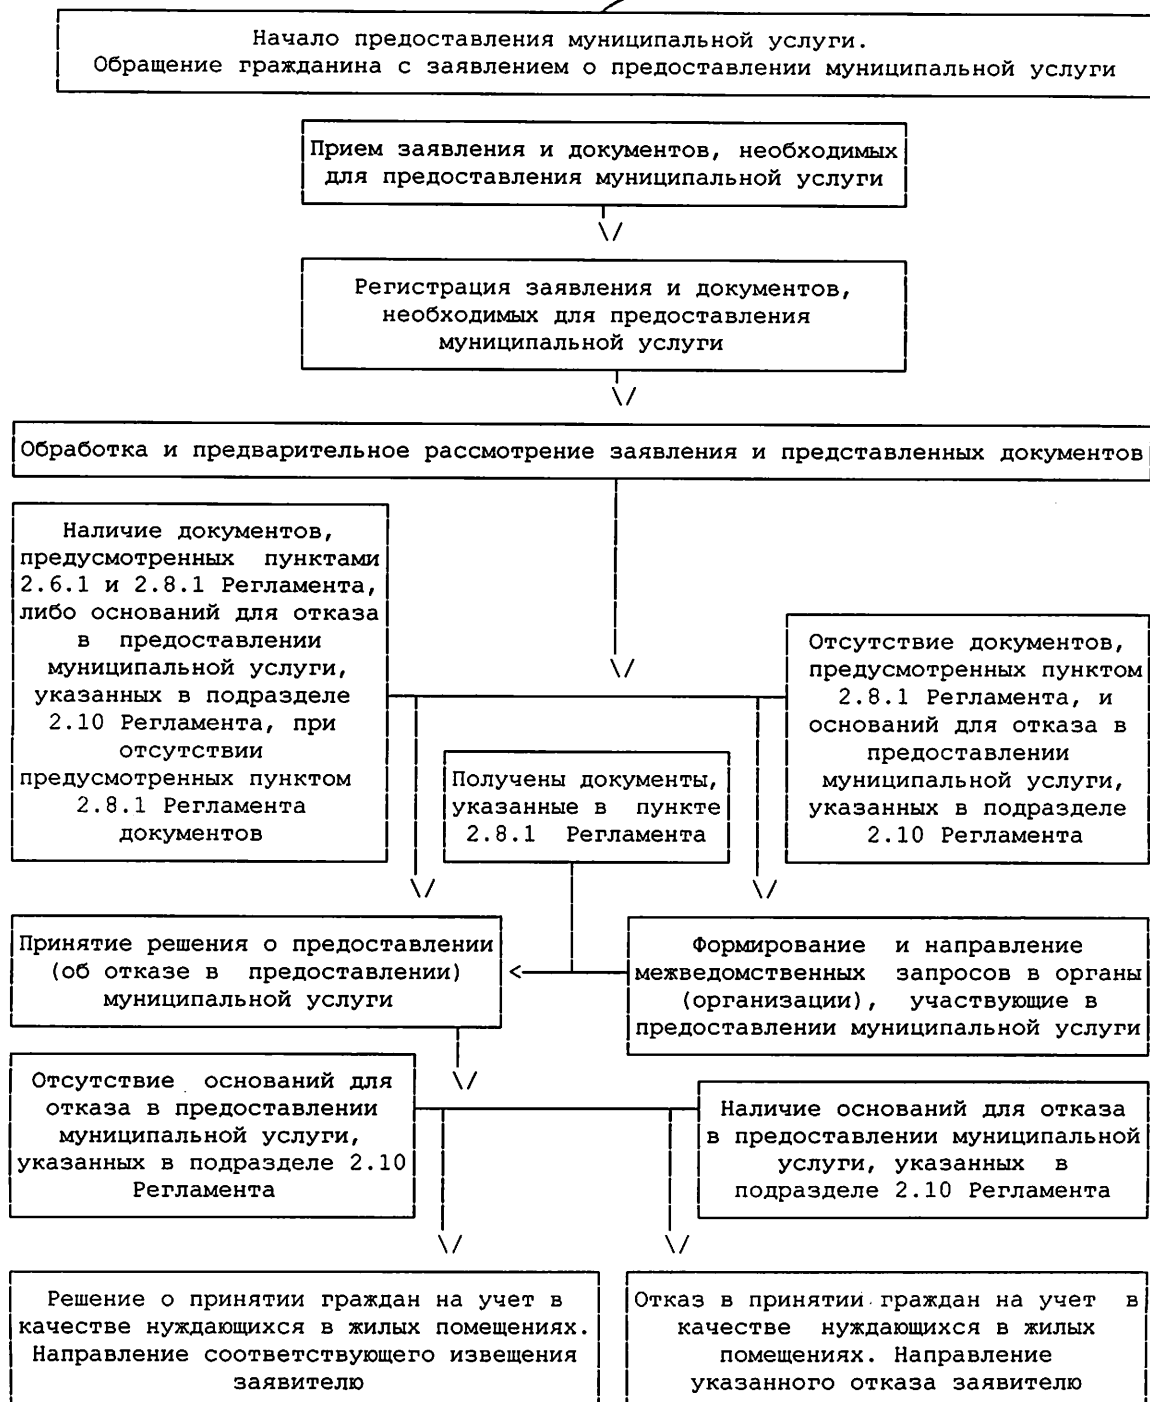 Начало предоставления муниципальной услуги.
Обращение гражданина с заявлением о предоставлении муниципальной услуги
Прием заявления и документов, необходимых
для предоставления муниципальной услуги
Регистрация заявления и документов,
необходимых для предоставления
муниципальной услуги
Обработка и предварительное рассмотрение заявления и представленных документов
Наличие документов,
предусмотренных пунктами
2.6.1 и 2.8.1 Регламента,
либо оснований для отказа
в предоставлении
муниципальной услуги,
указанных в подразделе
2.10 Регламента, при
отсутствии
предусмотренных пунктом
2.8.1 Регламента
документов
Отсутствие документов,
предусмотренных пунктом
2.8.1 Регламента, и
оснований для отказа в
предоставлении
муниципальной услуги,
указанных в подразделе
2.10 Регламента
Получены документы,
указанные в пункте
2.8.1 Регламента
Принятие решения о предоставлении
(об отказе в предоставлении)
муниципальной услуги
Формирование и направление
межведомственных запросов в органы
(организации), участвующие в
предоставлении муниципальной услуги
Отсутствие оснований для
отказа в предоставлении
муниципальной услуги,
указанных в подразделе 2.10
Регламента
Наличие оснований для отказа
в предоставлении муниципальной
услуги, указанных в
подразделе 2.10 Регламента
Решение о принятии граждан на учет в
качестве нуждающихся в жилых помещениях.
Направление соответствующего извещения
заявителю
Отказ в принятии граждан на учет в
качестве нуждающихся в жилых
помещениях. Направление
указанного отказа заявителю